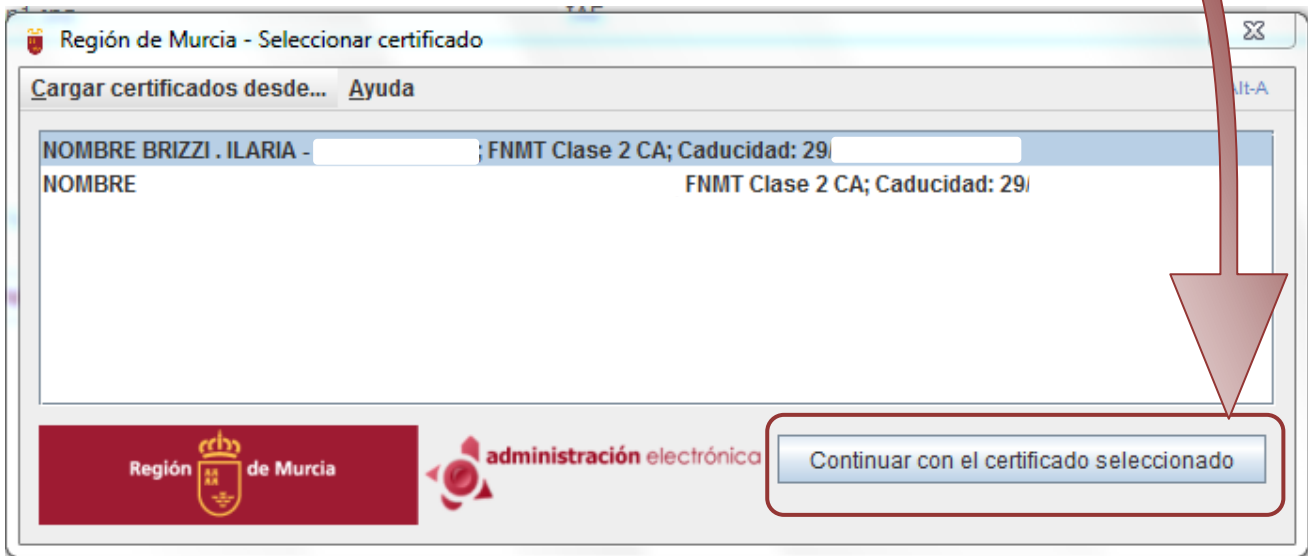 Región de Murcia - Seleccionar certificado
Cargar certificados desde... Ayuda
Alt-A
NOMBRE BRIZZI . ILARIA - ; FNMT Clase 2 CA; Caducidad: 29/
NOMBRE FNMT Clase 2 CA; Caducidad: 29/
Región de Murcia
administración electrónica
Continuar con el certificado seleccionado